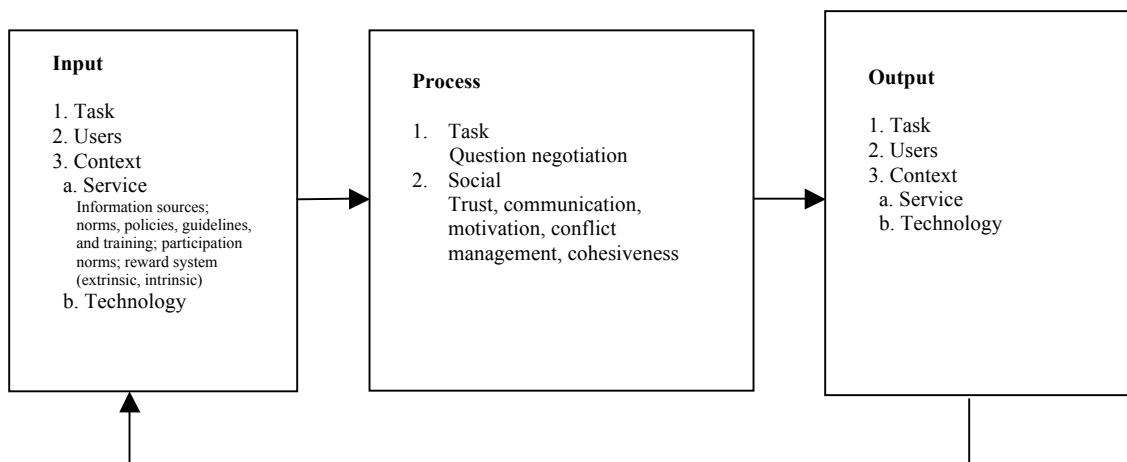 Input
1. Task
2. Users
3. Context
a. Service
Information sources;
norms, policies, guidelines,
and training; participation
norms; reward system
(extrinsic, intrinsic)
b. Technology
Process
1. Task
Question negotiation
2. Social
Trust, communication,
motivation, conflict
management, cohesiveness
Output
1. Task
2. Users
3. Context
a. Service
b. Technology